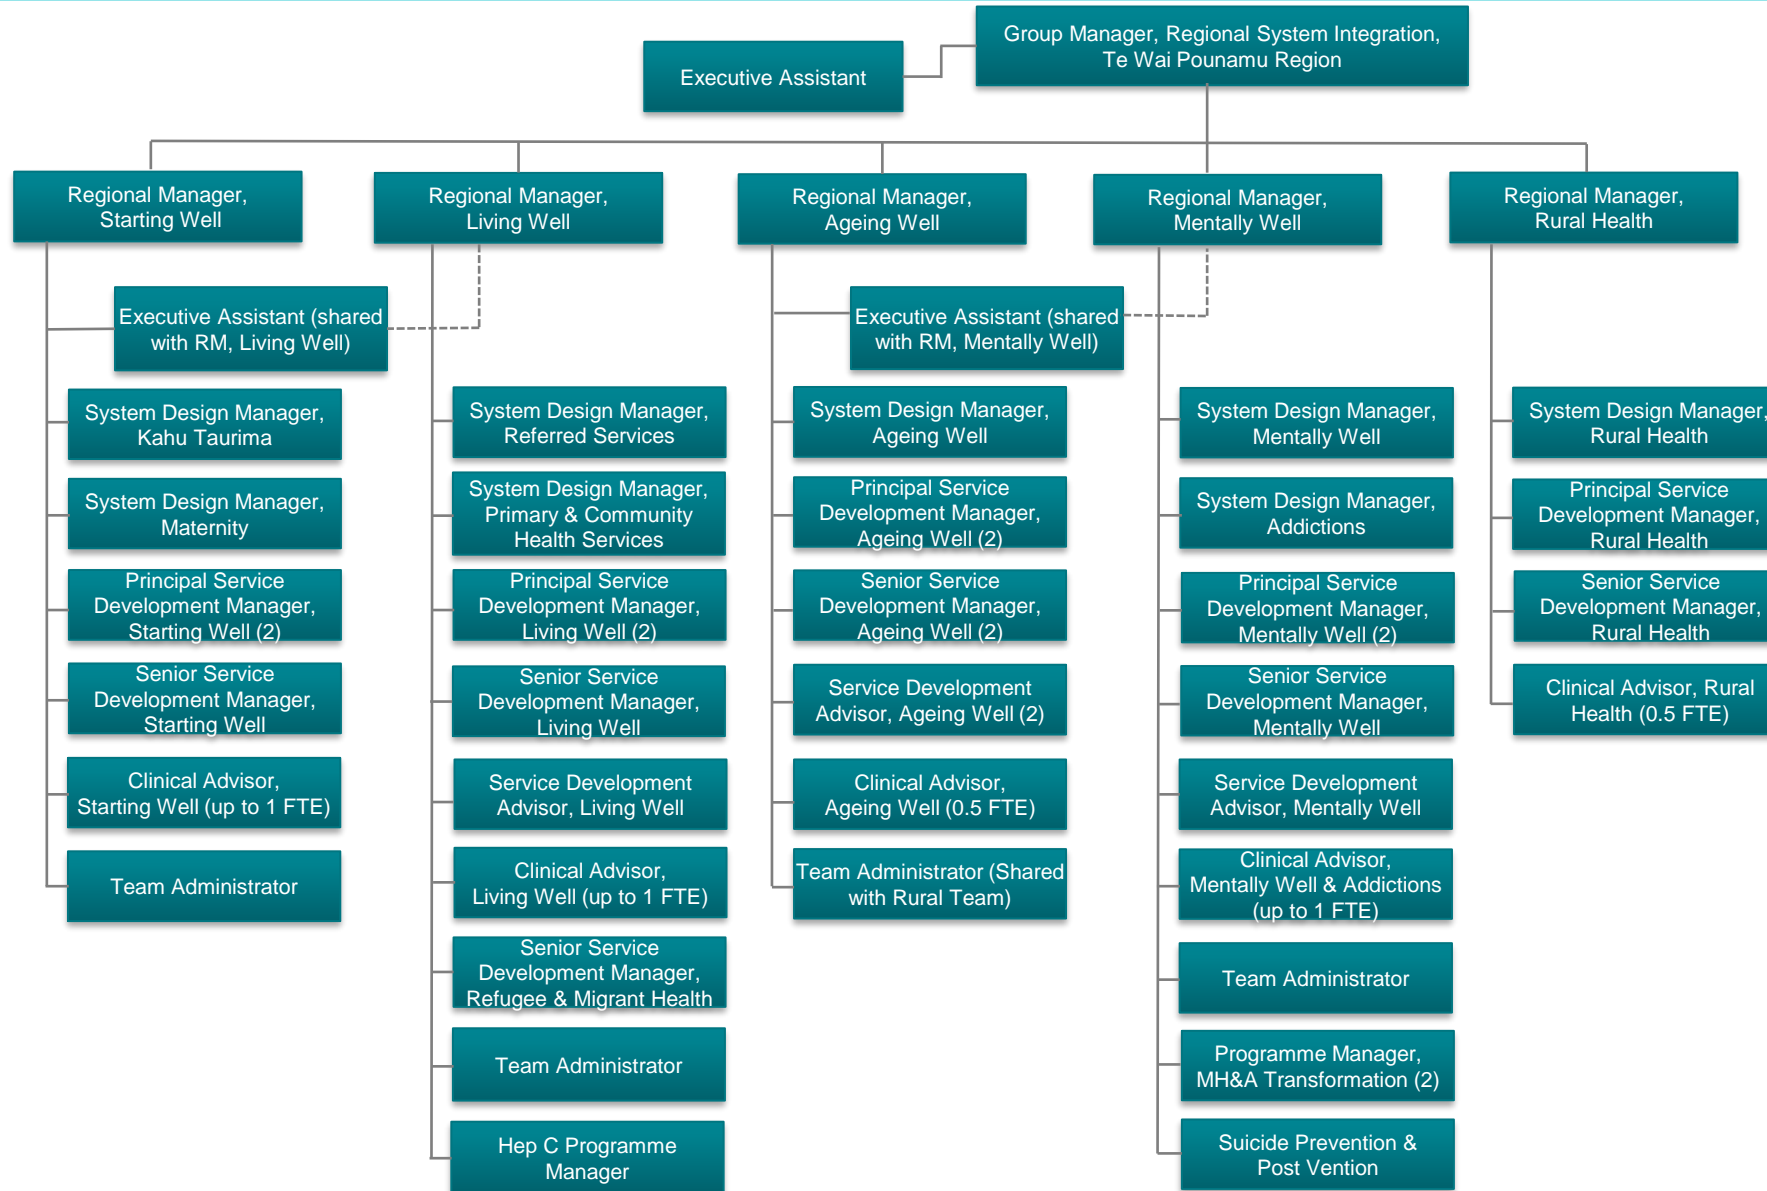 Group Manager, Regional System Integration,
Te Wai Pounamu Region
Executive Assistant
Regional Manager,
Starting Well
Regional Manager,
Living Well
Regional Manager,
Ageing Well
Regional Manager,
Mentally Well
Regional Manager,
Rural Health
Executive Assistant (shared
with RM, Living Well)
System Design Manager,
Kahu Taurima
System Design Manager,
Maternity
Principal Service
Development Manager,
Starting Well (2)
Senior Service
Development Manager,
Starting Well
Clinical Advisor,
Starting Well (up to 1 FTE)
Team Administrator
System Design Manager,
Referred Services
System Design Manager,
Primary & Community
Health Services
Principal Service
Development Manager,
Living Well (2)
Senior Service
Development Manager,
Living Well
Service Development
Advisor, Living Well
Clinical Advisor,
Living Well (up to 1 FTE)
Senior Service
Development Manager,
Refugee & Migrant Health
Team Administrator
Hep C Programme
Manager
Executive Assistant (shared
with RM, Mentally Well)
System Design Manager,
Ageing Well
Principal Service
Development Manager,
Ageing Well (2)
Senior Service
Development Manager,
Ageing Well (2)
Service Development
Advisor, Ageing Well (2)
Clinical Advisor,
Ageing Well (0.5 FTE)
Team Administrator (Shared
with Rural Team)
System Design Manager,
Mentally Well
System Design Manager,
Addictions
Principal Service
Development Manager,
Mentally Well (2)
Senior Service
Development Manager,
Mentally Well
Service Development
Advisor, Mentally Well
Clinical Advisor,
Mentally Well & Addictions
(up to 1 FTE)
Team Administrator
Programme Manager,
MH&A Transformation (2)
Suicide Prevention &
Post Vention
System Design Manager,
Rural Health
Principal Service
Development Manager,
Rural Health
Senior Service
Development Manager,
Rural Health
Clinical Advisor, Rural
Health (0.5 FTE)